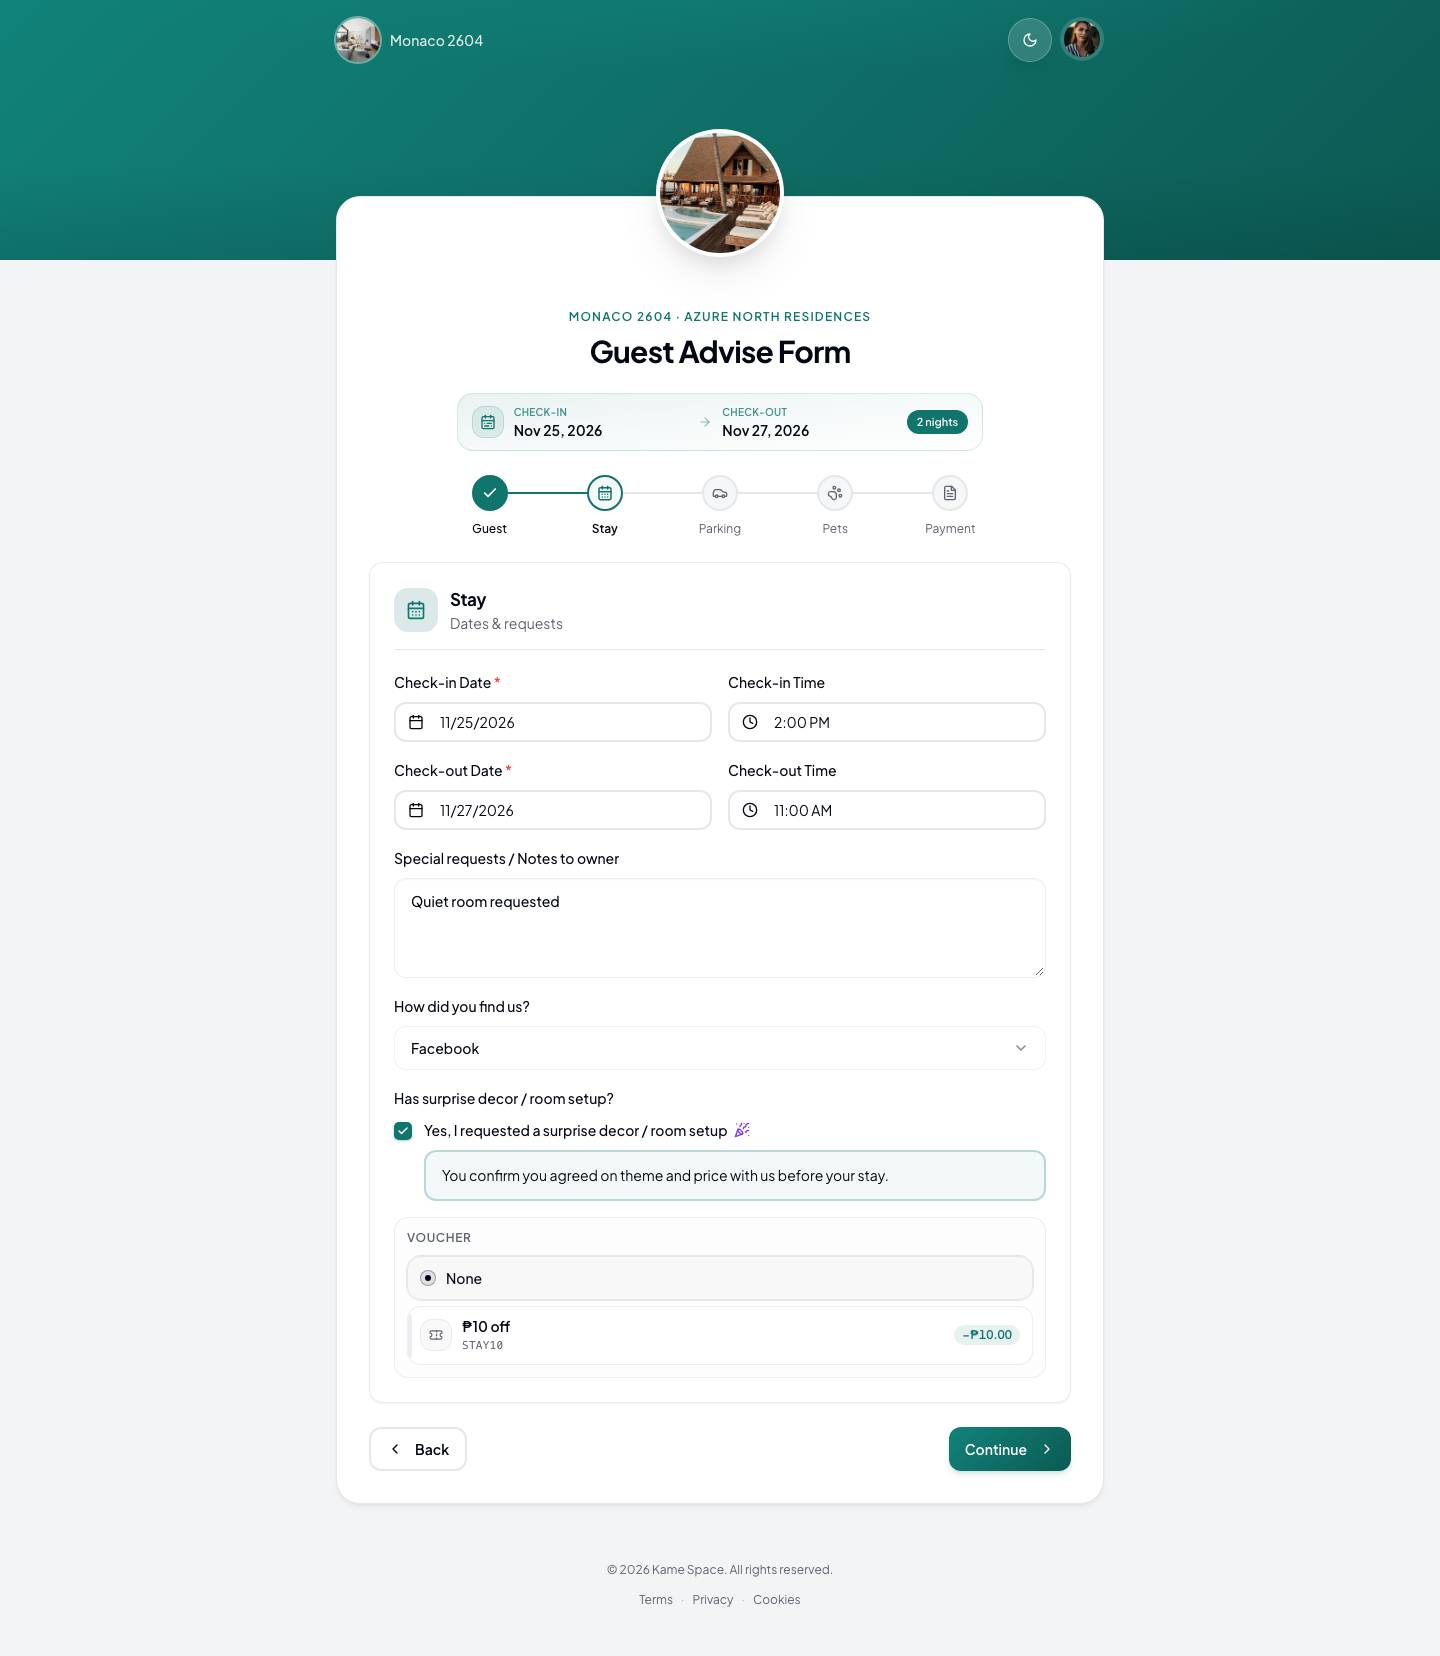 Monaco 2604
MONACO 2604 · AZURE NORTH RESIDENCES
Guest Advise Form
CHECK-IN
Nov 25, 2026
CHECK-OUT
Nov 27, 2026
2 nights
Guest
Stay
Parking
Pets
Payment
Stay
Dates & requests
Check-in Date *
Check-in Time
11/25/2026
2:00 PM
Check-out Date *
Check-out Time
11/27/2026
11:00 AM
Special requests / Notes to owner
Quiet room requested
How did you find us?
Facebook
Has surprise decor / room setup?
Yes, I requested a surprise decor / room setup
You confirm you agreed on theme and price with us before your stay.
VOUCHER
None
₱10 off
STAY10
−₱10.00
Back
Continue
© 2026 Kame Space. All rights reserved.
Terms · Privacy · Cookies